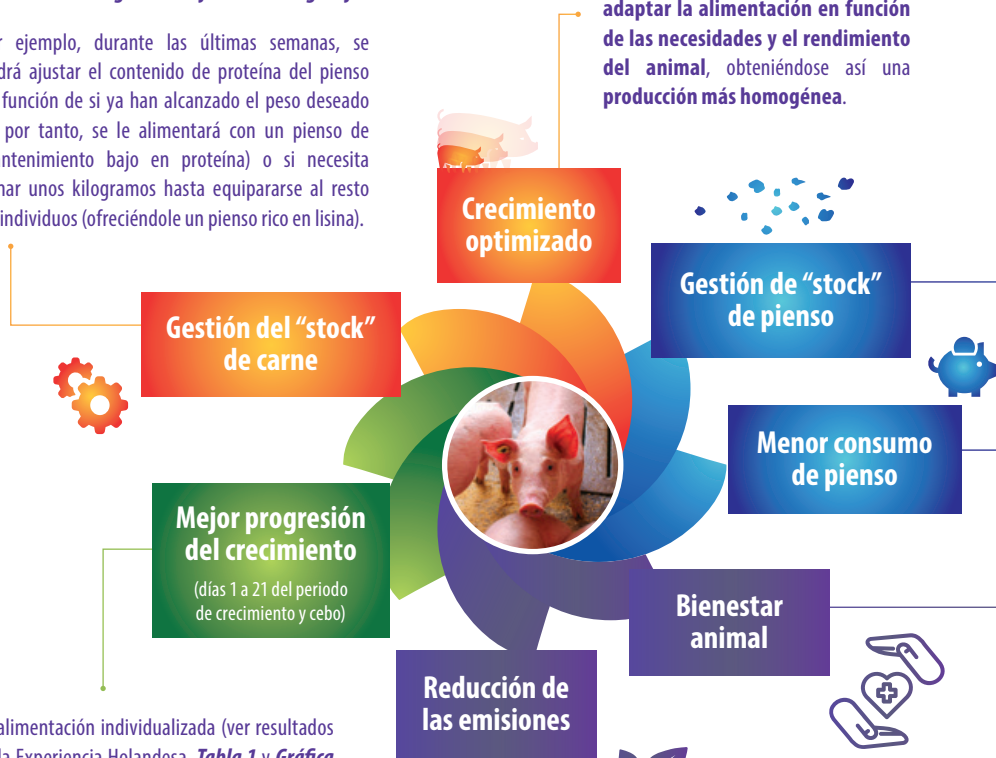 adaptar la alimentación en función
de las necesidades y el rendimiento
del animal, obteniéndose así una
producción más homogénea.
ejemplo, durante las últimas semanas, se
ajustar el contenido de proteína del pienso
función de si ya han alcanzado el peso deseado
por tanto, se le alimentará con un pienso de
bajo en proteína) o si necesita
unos kilogramos hasta equipararse al resto
individuos (ofreciéndole un pienso rico en lisina).
Crecimiento
optimizado
Gestión de “stock”
de pienso
Gestión del “stock”
de carne
Menor consumo
de pienso
Mejor progresión
del crecimiento
(días 1 a 21 del periodo
de crecimiento y cebo)
Bienestar
animal
Reducción de
las emisiones
alimentación individualizada (ver resultados
la Experiencia Holandesa, Tabla 1 y Gráfica